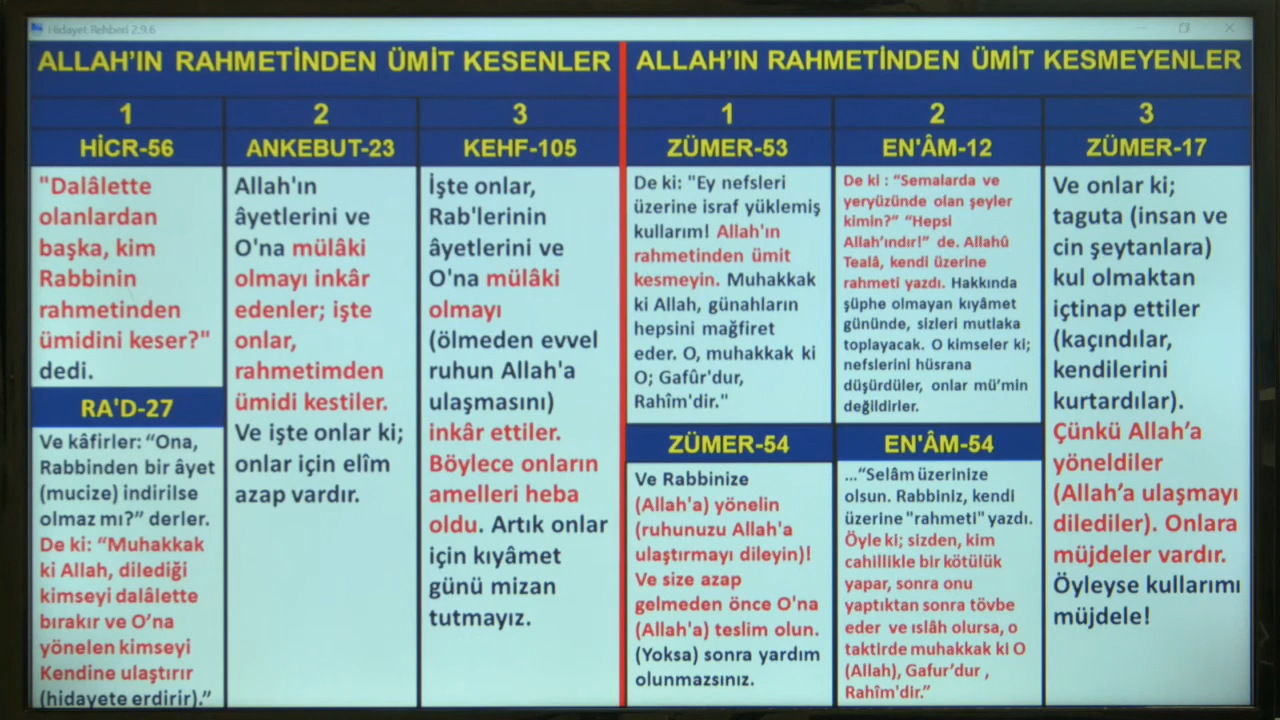 Hidayet Rehberi 2.9.6
ALLAH'IN RAHMETİNDEN ÜMİT KESENLER
1
HİCR-56
"Dalâlette
olanlardan
başka, kim
Rabbinin
rahmetinden
ümidini keser?"
dedi.
RA'D-27
Ve kâfirler: “Ona,
Rabbinden bir âyet
(mucize) indirilse
olmaz mı?” derler.
De ki: “Muhakkak
ki Allah, dilediği
kimseyi dalâlette
bırakır ve O’na
yönelen kimseyi
Kendine ulaştırır
(hidayete erdirir).”
2
ANKEBUT-23
Allah'ın
âyetlerini ve
O'na mülâki
olmayı inkâr
edenler; işte
onlar,
rahmetimden
ümidi kestiler.
Ve işte onlar ki;
onlar için elîm
azap vardır.
3
KEHF-105
İşte onlar,
Rab'lerinin
âyetlerini ve
O'na mülâki
olmayı
(ölmeden evvel
ruhun Allah'a
ulaşmasını)
inkâr ettiler.
Böylece onların
amelleri heba
oldu. Artık onlar
için kıyâmet
günü mizan
tutmayız.
ALLAH’IN RAHMETİNDEN ÜMİT KESMEYENLER
1
ZÜMER-53
De ki: "Ey nefsleri
üzerine israf yüklemiş
kullarım! Allah'ın
rahmetinden ümit
kesmeyin. Muhakkak
ki Allah, günahların
hepsini mağfiret
eder. O, muhakkak ki
O; Gafûr'dur,
Rahîm'dir."
ZÜMER-54
Ve Rabbinize
(Allah'a) yönelin
(ruhunuzu Allah'a
ulaştırmayı dileyin)!
Ve size azap
gelmeden önce O'na
(Allah'a) teslim olun.
(Yoksa) sonra yardım
olunmazsınız.
2
EN'ÂM-12
De ki : “Semalarda ve
yeryüzünde olan şeyler
kimin?” “Hepsi
Allah’ındır!” de. Allahû
Tealâ, kendi üzerine
rahmeti yazdı. Hakkında
şüphe olmayan kıyâmet
gününde, sizleri mutlaka
toplayacak. O kimseler ki;
nefslerini hüsrana
düşürdüler, onlar mü’min
değildirler.
EN'ÂM-54
...“Selâm üzerinize
olsun. Rabbiniz, kendi
üzerine "rahmeti" yazdı.
Öyle ki; sizden, kim
cahillikle bir kötülük
yapar, sonra onu
yaptıktan sonra tövbe
eder ve ıslâh olursa, o
taktirde muhakkak ki O
(Allah), Gafur’dur ,
Rahîm'dir.”
3
ZÜMER-17
Ve onlar ki;
taguta (insan ve
cin şeytanlara)
kul olmaktan
içtinap ettiler
(kaçındılar,
kendilerini
kurtardılar).
Çünkü Allah’a
yöneldiler
(Allah’a ulaşmayı
dilediler). Onlara
müjdeler vardır.
Öyleyse kullarımı
müjdele!